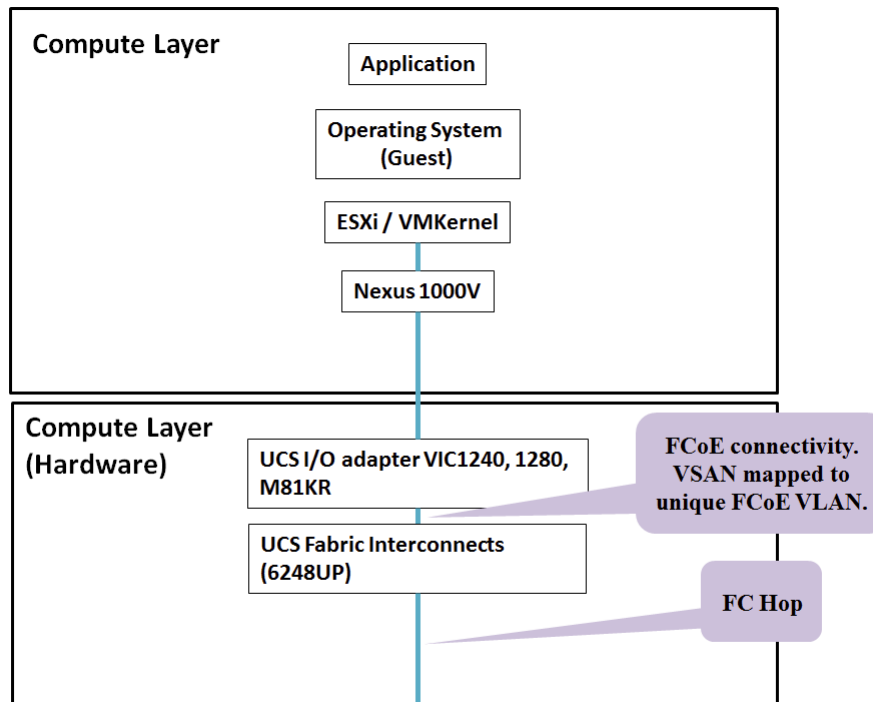 Compute Layer
Application
Operating System
(Guest)
ESXi / VMKernel
Nexus 1000V
Compute Layer
(Hardware)
UCS I/O adapter VIC1240, 1280,
M81KR
FCoE connectivity.
VSAN mapped to
unique FCoE VLAN.
UCS Fabric Interconnects
(6248UP)
FC Hop